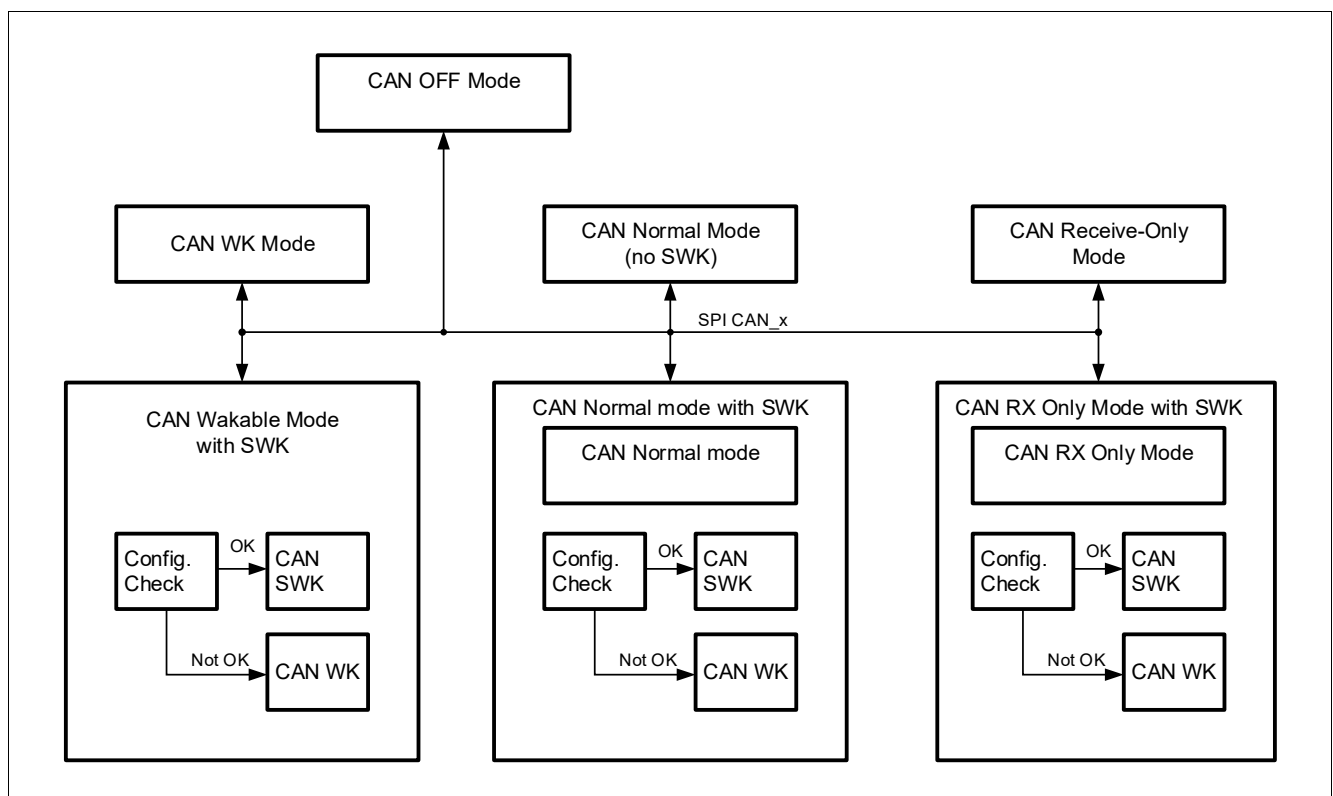 CAN OFF Mode
CAN WK Mode
CAN Normal Mode
(no SWK)
CAN Receive-Only
Mode
SPI CAN_x
CAN Wakable Mode
with SWK
Config.
Check
OK
CAN
SWK
Not OK
CAN WK
CAN Normal mode with SWK
CAN Normal mode
Config.
Check
OK
CAN
SWK
Not OK
CAN WK
CAN RX Only Mode with SWK
CAN RX Only Mode
Config.
Check
OK
CAN
SWK
Not OK
CAN WK